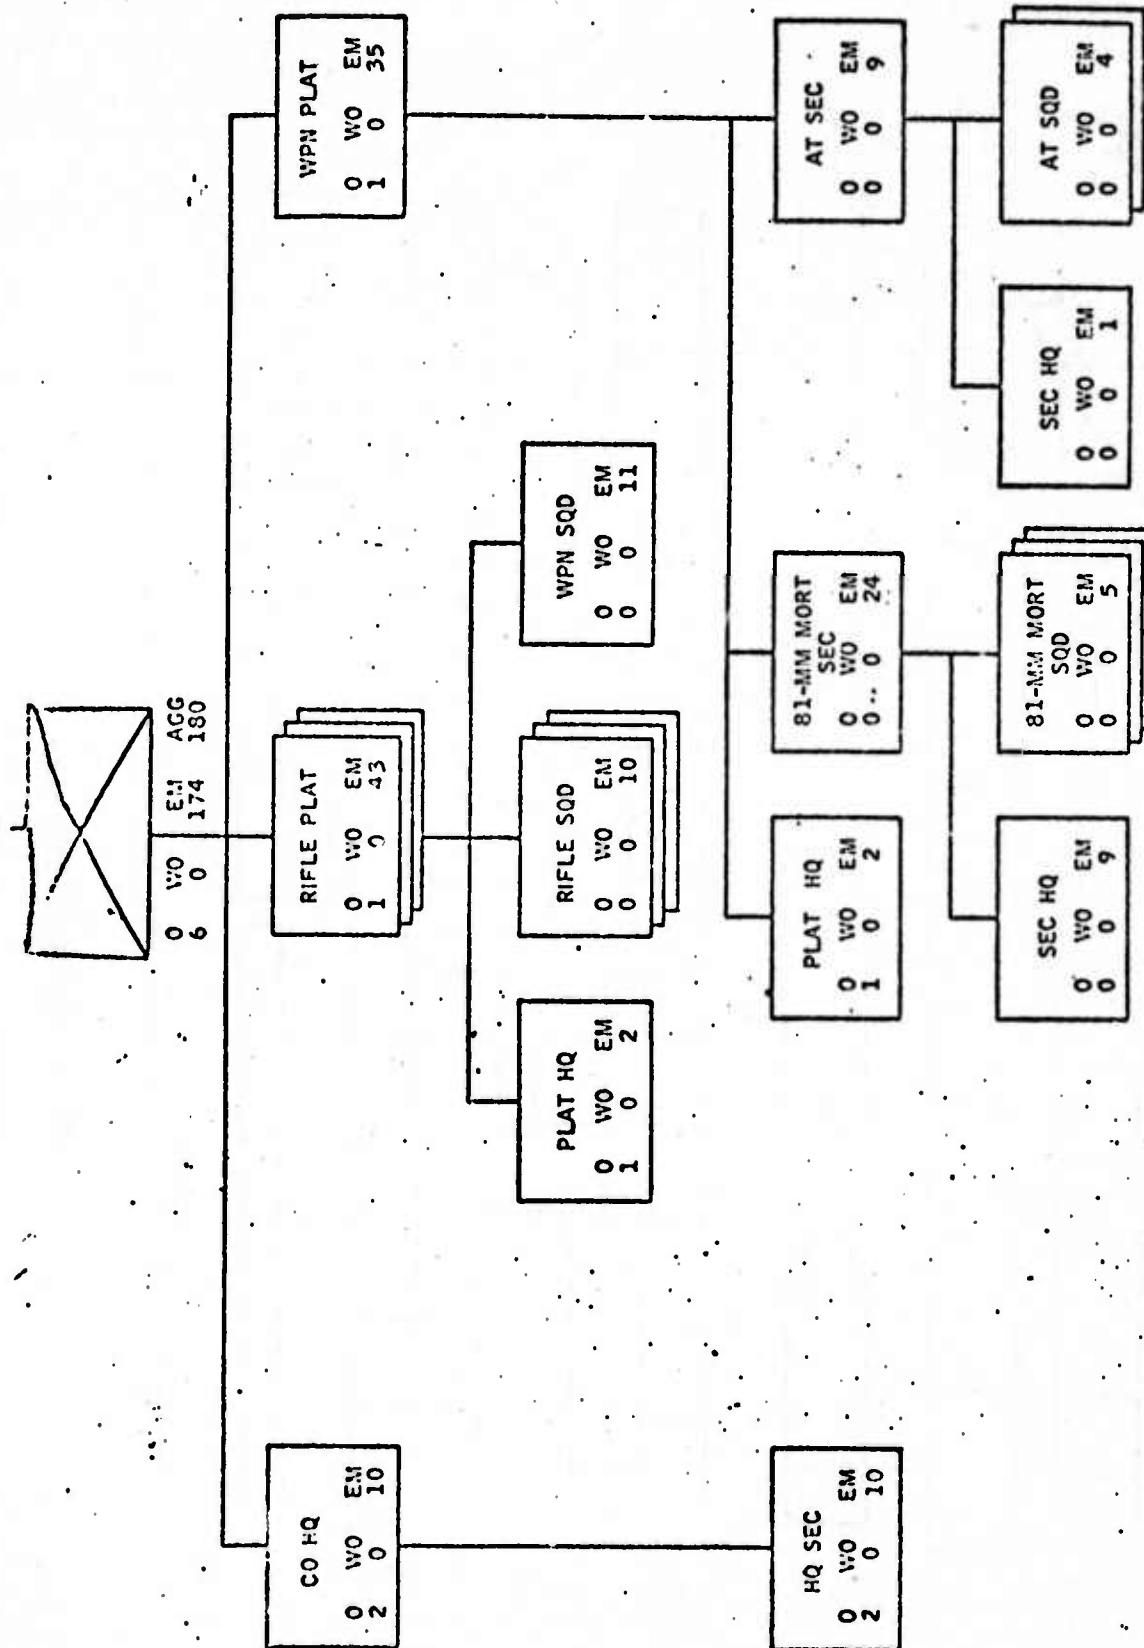 O WO EM AGG
6 0 174 180
CO HQ
O WO EM
2 0 10
RIFLE PLAT
O WO EM
1 0 43
WPN PLAT
O WO EM
1 0 35
PLAT HQ
O WO EM
1 0 2
RIFLE SQD
O WO EM
0 0 10
WPN SQD
O WO EM
0 0 11
HQ SEC
O WO EM
2 0 10
PLAT HQ
O WO EM
1 0 2
81-MM MORT
SEC
O WO EM
0.. 0 24
AT SEC
O WO EM
0 0 9
SEC HQ
O WO EM
0 0 9
81-MM MORT
SQD
O WO EM
0 0 5
SEC HQ
O WO EM
0 0 1
AT SQD
O WO EM
0 0 4